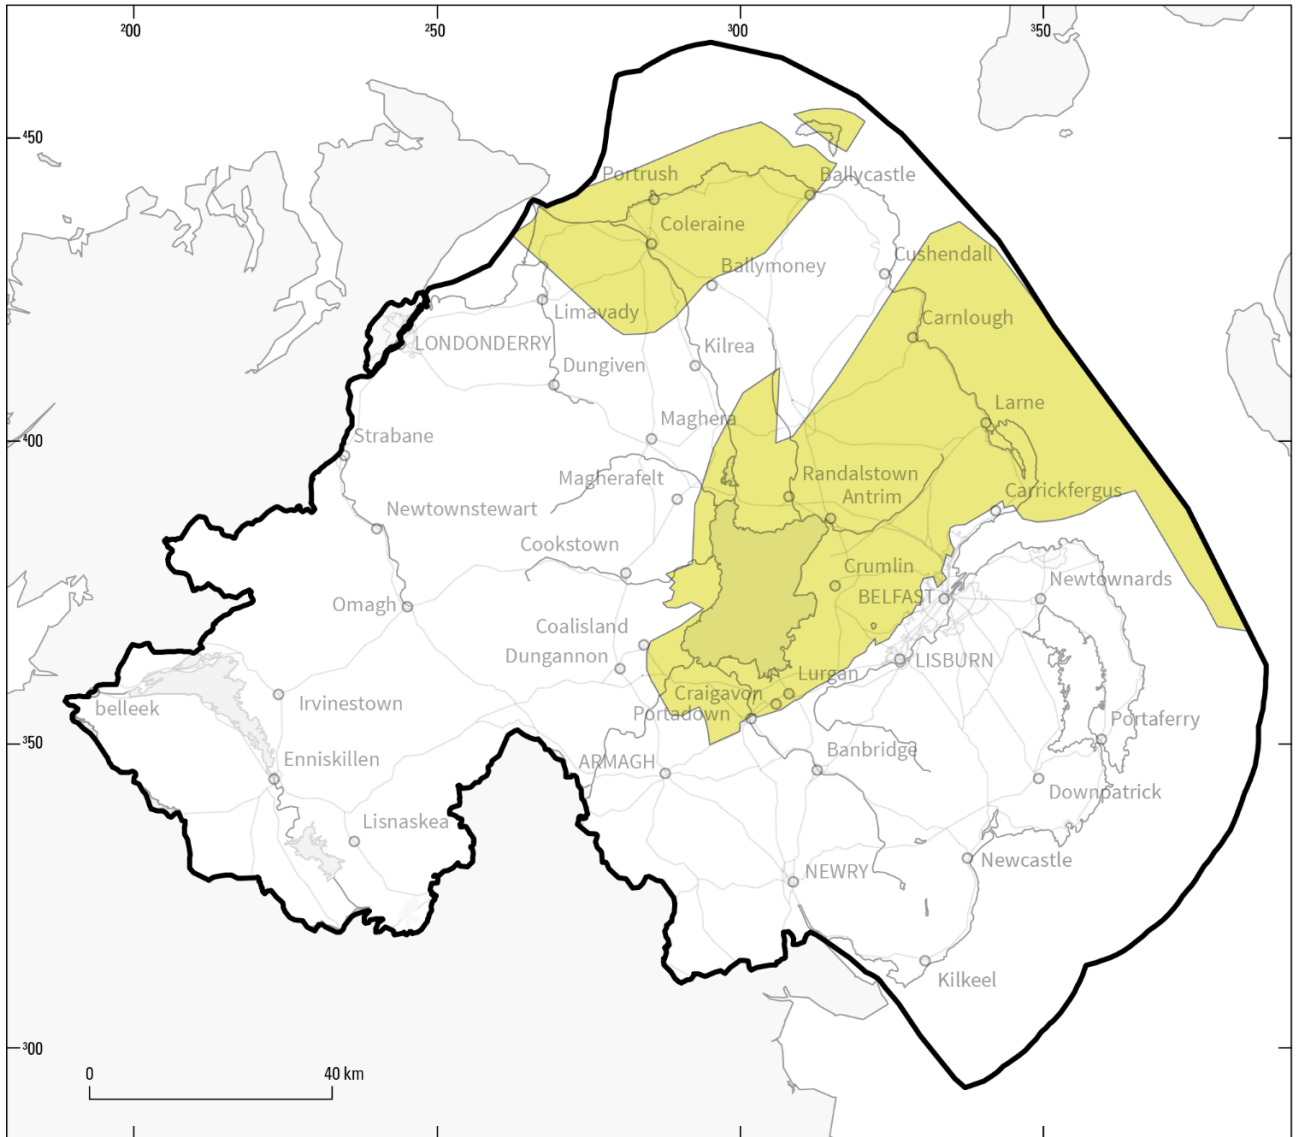 200 250 300 350
450
Portrush Ballycastle
Coleraine
Cushendall
Ballymoney
Limavady Carnlough
LONDONDERRY Kilrea
Dungiven
Larne
400 Maghera
Strabane
Randalstown
Magherafelt
Antrim Carrickfergus
Newtownstewart
Cookstown
Crumlin
Newtownards
BELFAST
Omagh
Coalisland
Dungannon LISBURN
Lurgan
Craigavon
Irvinestown
belleek
Portadown Portaferry
350
Banbridge
Enniskillen ARMAGH
Downpatrick
Lisnaskea
Newcastle
NEWRY
Kilkeel
300
0 40 km